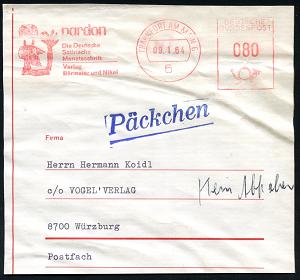 pardon
Die Deutsche
Satirische
Monatsschrift
Verlag
Bärmeier und Nikel
FRANKFURT AM MAIN
09.1.64
6
DEUTSCHE
BUNDESPOST
080
Päckchen
Firma
Herrn Hermann Koidl
c/o VOGEL'VERLAG
8700 Würzburg
Postfach